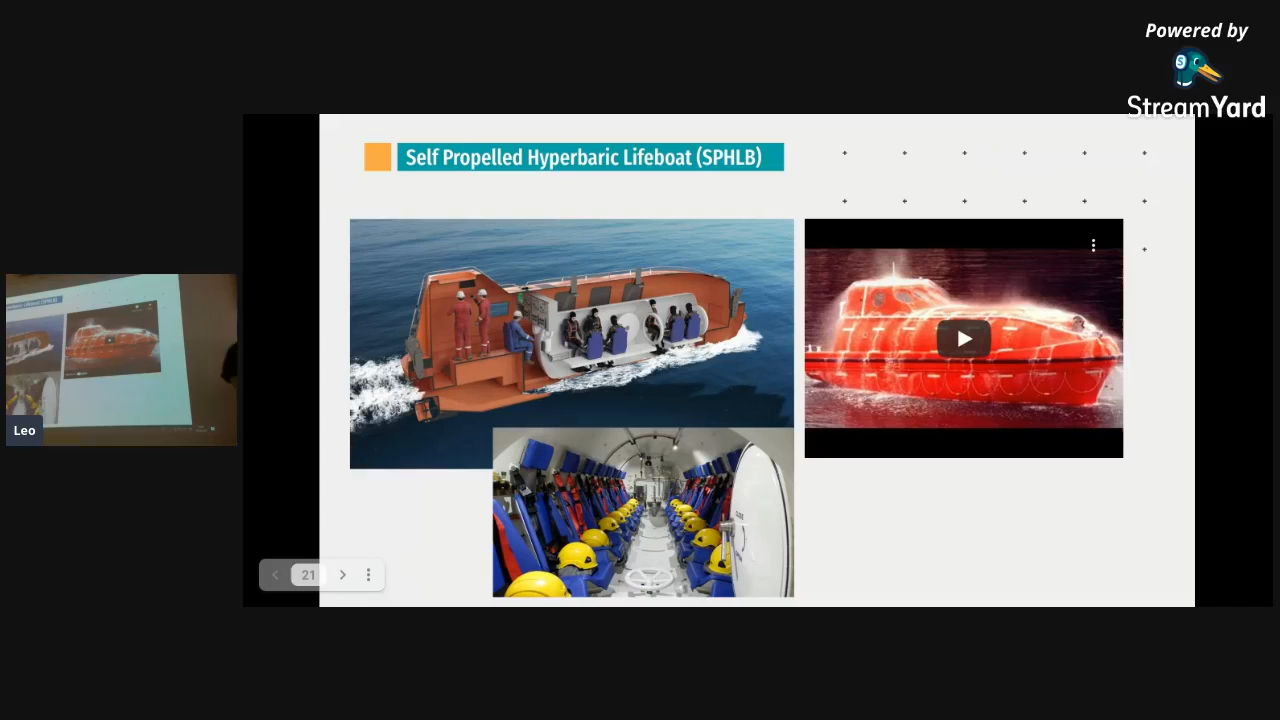 Powered by
StreamYard
Self Propelled Hyperbaric Lifeboat (SPHLB)
Leo
21